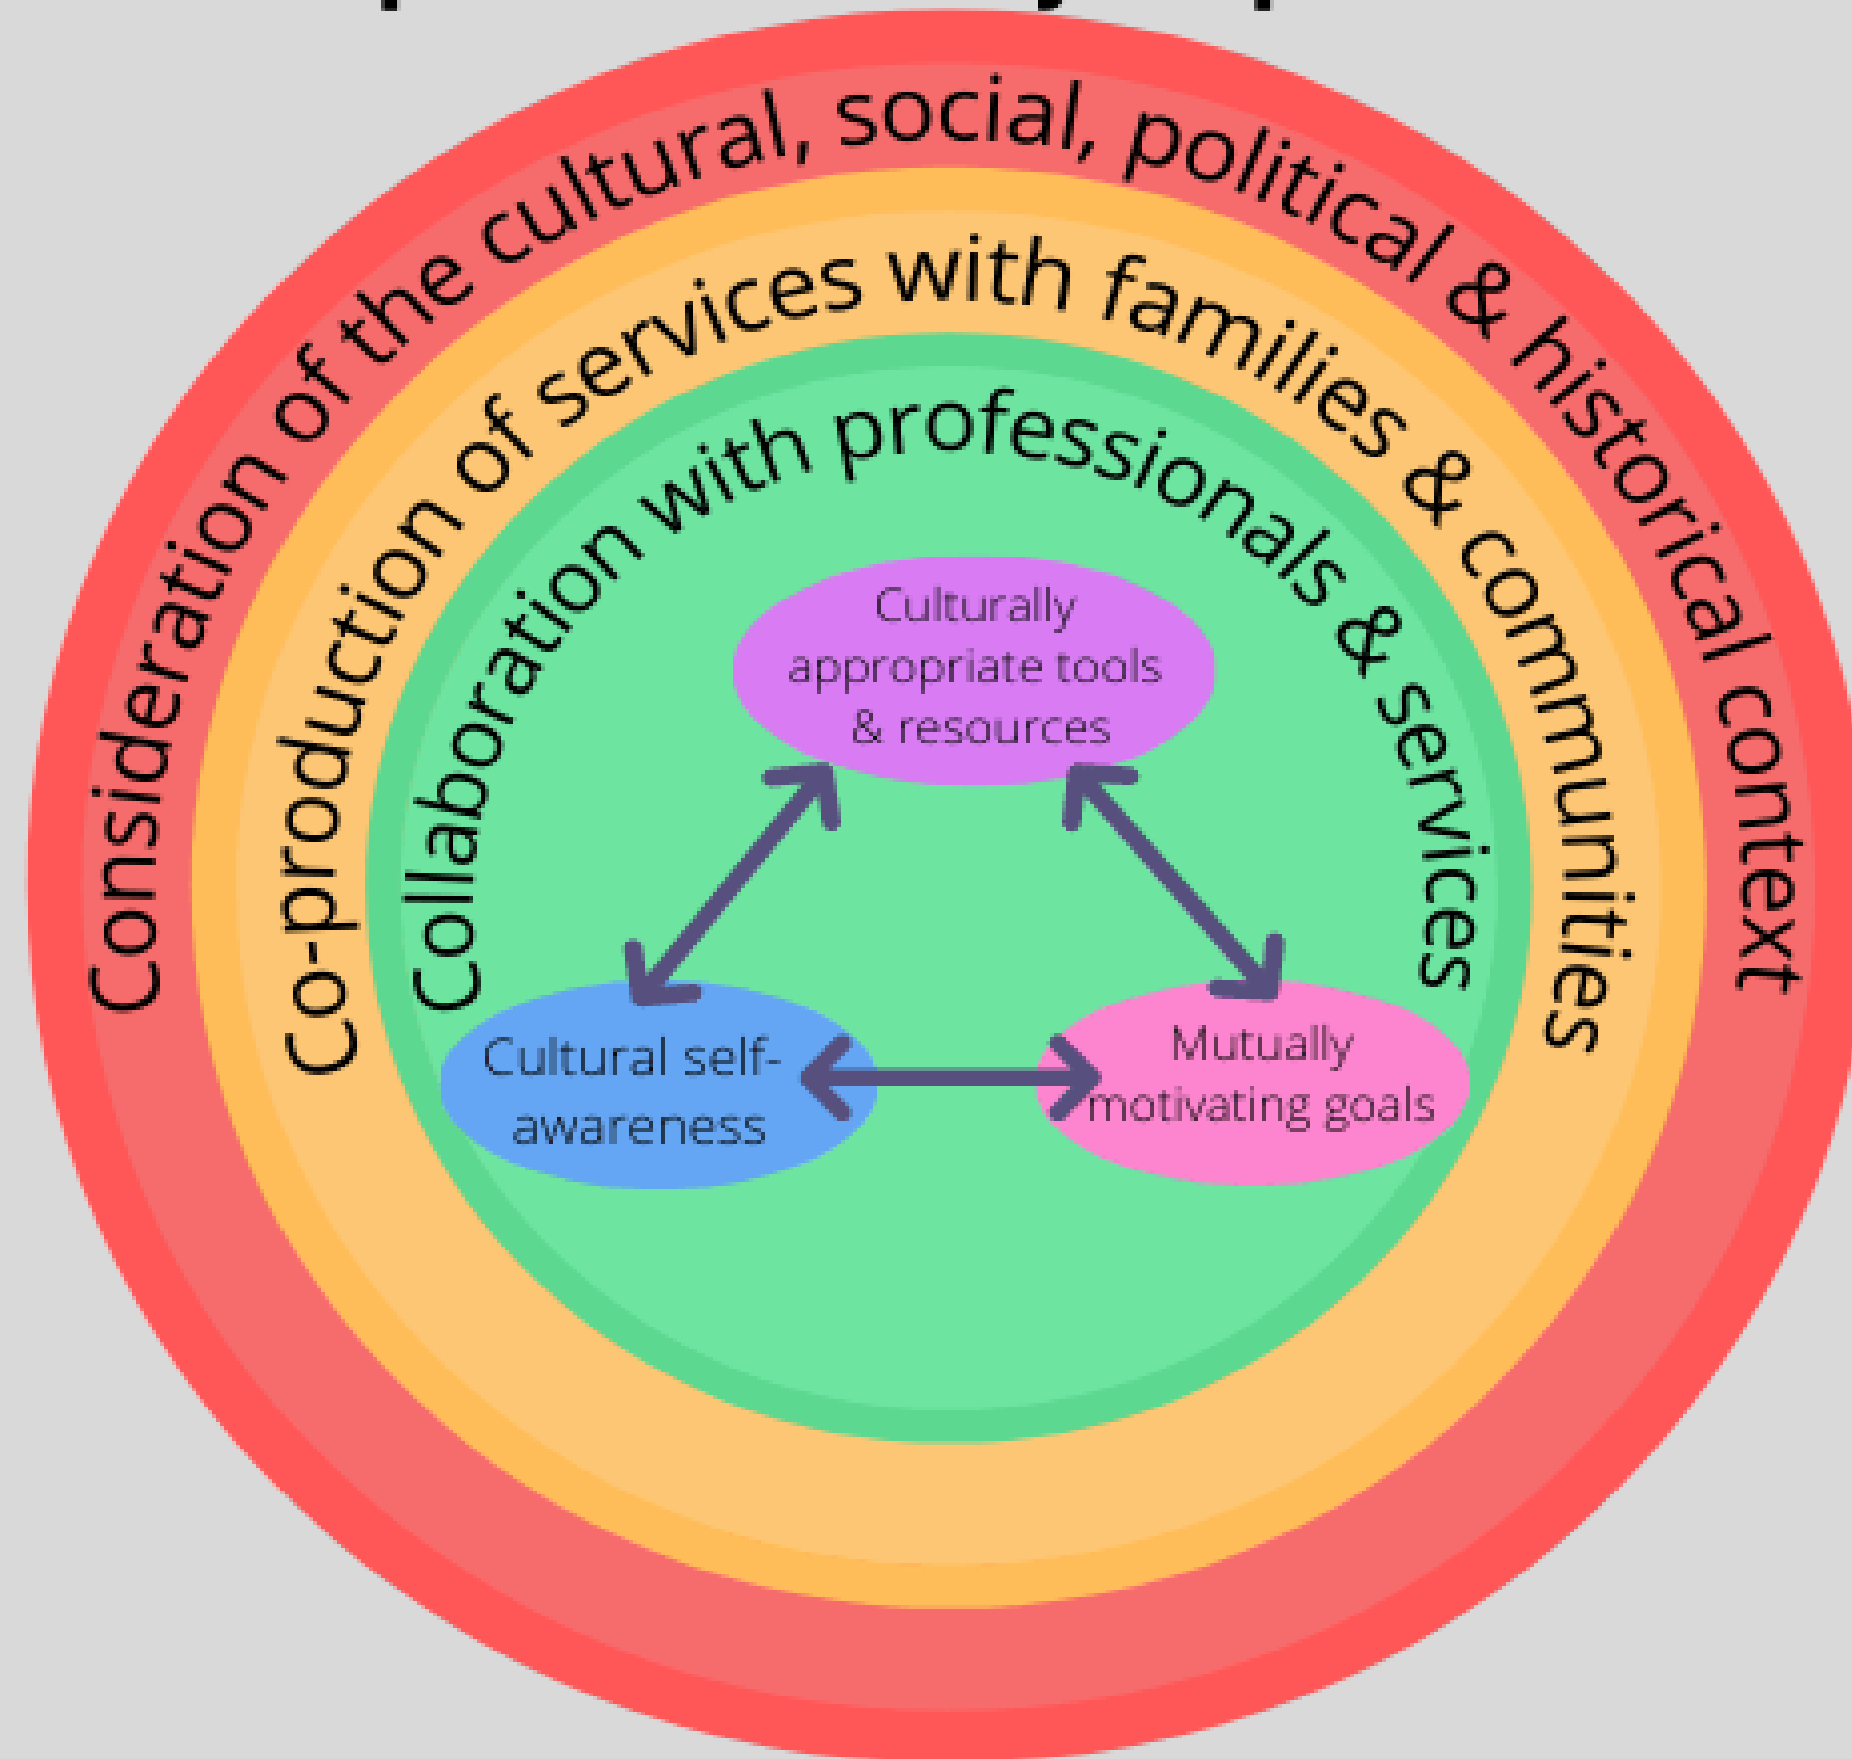 Consideration of the cultural, social, political & historical context
Co-production of services with families & communities
Collaboration with professionals & services
Culturally
appropriate tools
& resources
Cultural self-
awareness
Mutually
motivating goals